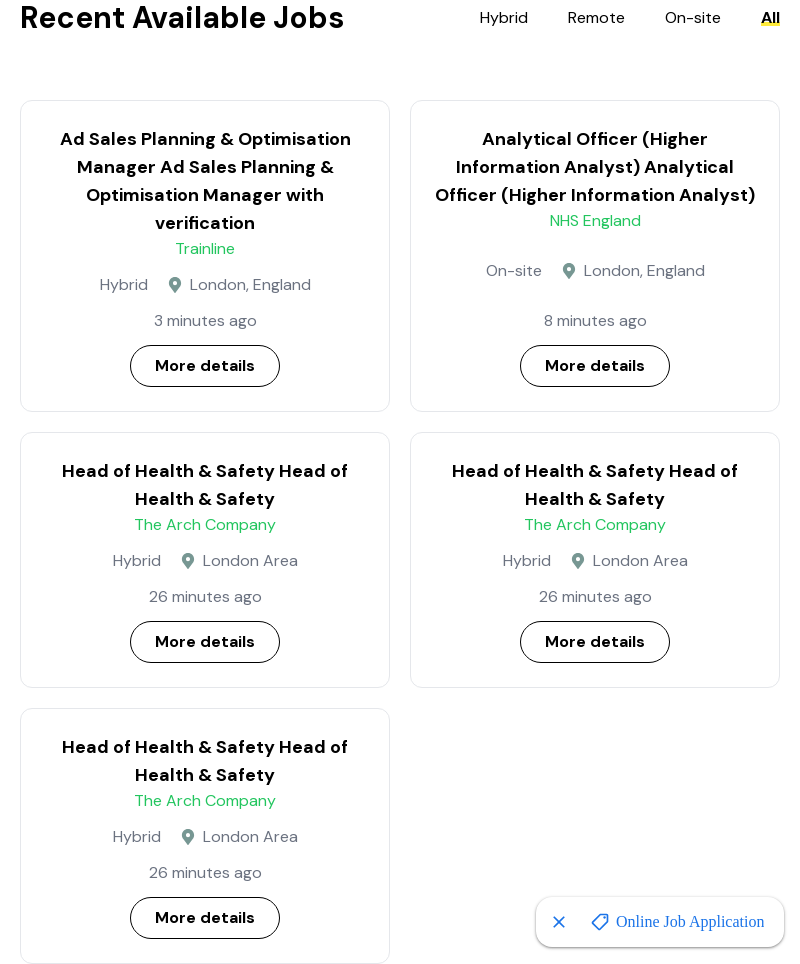 Recent Available Jobs
Hybrid Remote On-site All
Ad Sales Planning & Optimisation
Manager Ad Sales Planning &
Optimisation Manager with
verification
Trainline
Hybrid London, England
3 minutes ago
More details
Analytical Officer (Higher
Information Analyst) Analytical
Officer (Higher Information Analyst)
NHS England
On-site London, England
8 minutes ago
More details
Head of Health & Safety Head of
Health & Safety
The Arch Company
Hybrid London Area
26 minutes ago
More details
Head of Health & Safety Head of
Health & Safety
The Arch Company
Hybrid London Area
26 minutes ago
More details
Head of Health & Safety Head of
Health & Safety
The Arch Company
Hybrid London Area
26 minutes ago
More details
Online Job Application